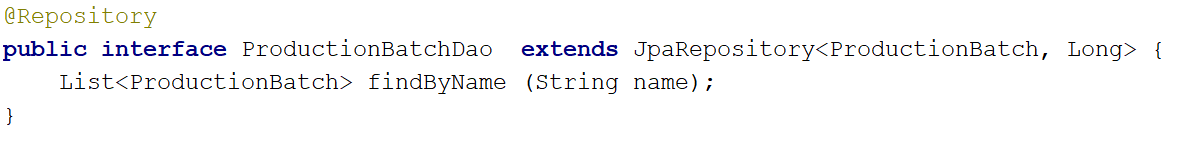 @Repository
public interface ProductionBatchDao  extends JpaRepository<ProductionBatch, Long> {
    List<ProductionBatch> findByName (String name);
}